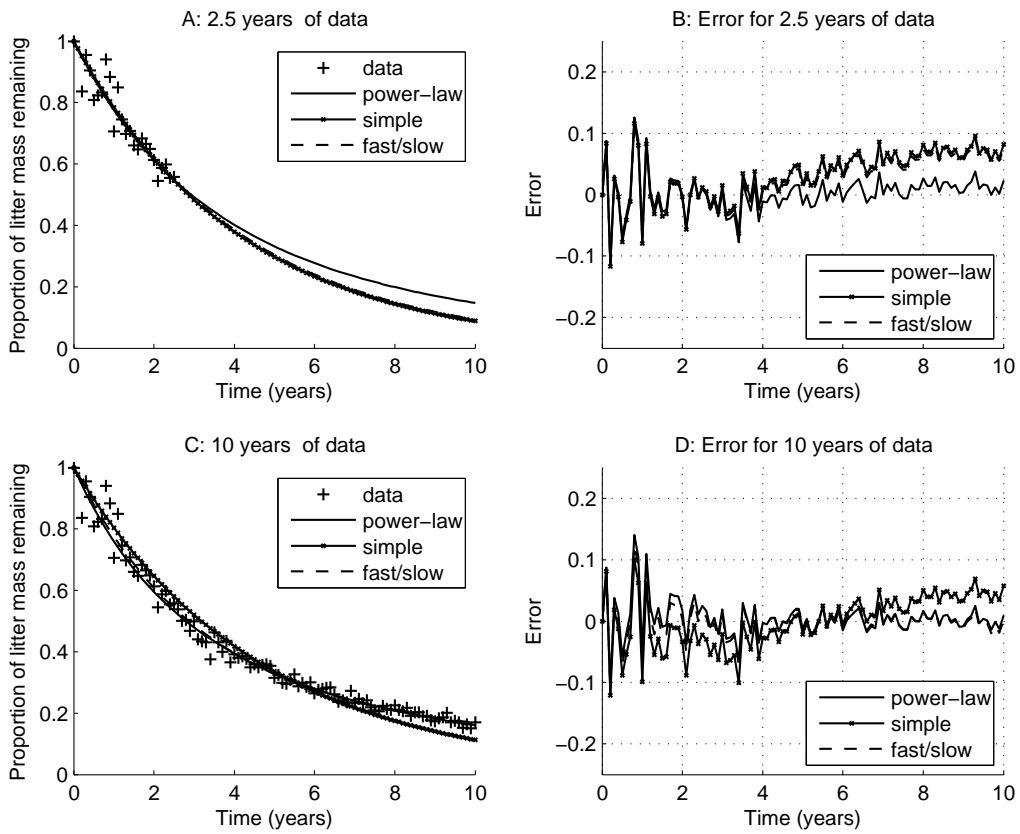 A: 2.5 years of data
1
0.8
0.6
0.4
0.2
0
0 2 4 6 8 10
Proportion of litter mass remaining
Time (years)
data
power−law
simple
fast/slow
B: Error for 2.5 years of data
0.2
0.1
0
−0.1
−0.2
0 2 4 6 8 10
Error
Time (years)
power−law
simple
fast/slow
C: 10 years of data
1
0.8
0.6
0.4
0.2
0
0 2 4 6 8 10
Proportion of litter mass remaining
Time (years)
data
power−law
simple
fast/slow
D: Error for 10 years of data
0.2
0.1
0
−0.1
−0.2
0 2 4 6 8 10
Error
Time (years)
power−law
simple
fast/slow